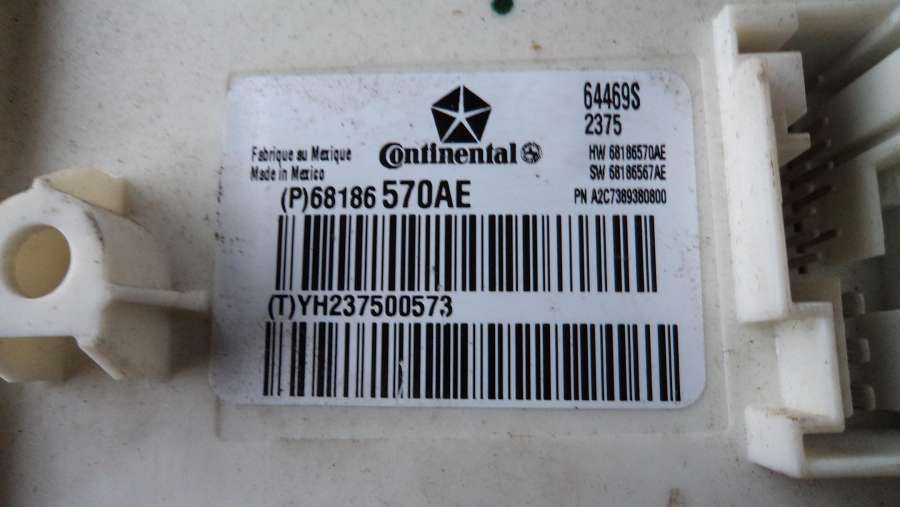 64469S
2375
Continental
Fabrique au Mexique
Made in Mexico
HW 68186570AE
SW 68186567AE
PN A2C7389380800
(P)68186 570AE
(T)YH237500573